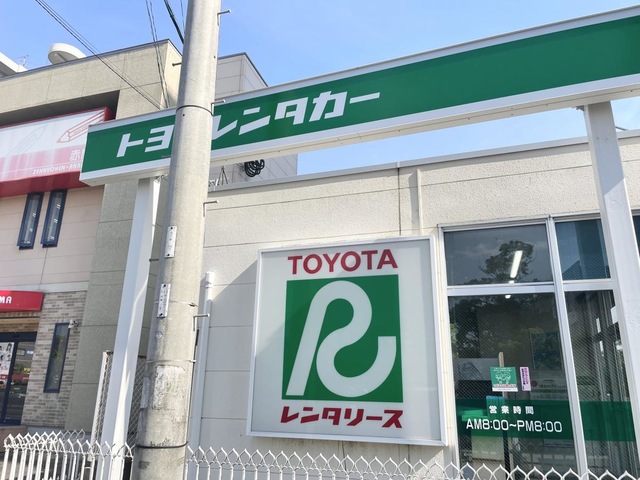 トヨ レンタカー
TOYOTA
R
レンタリース
営業時間
AM8:00~PM8:00